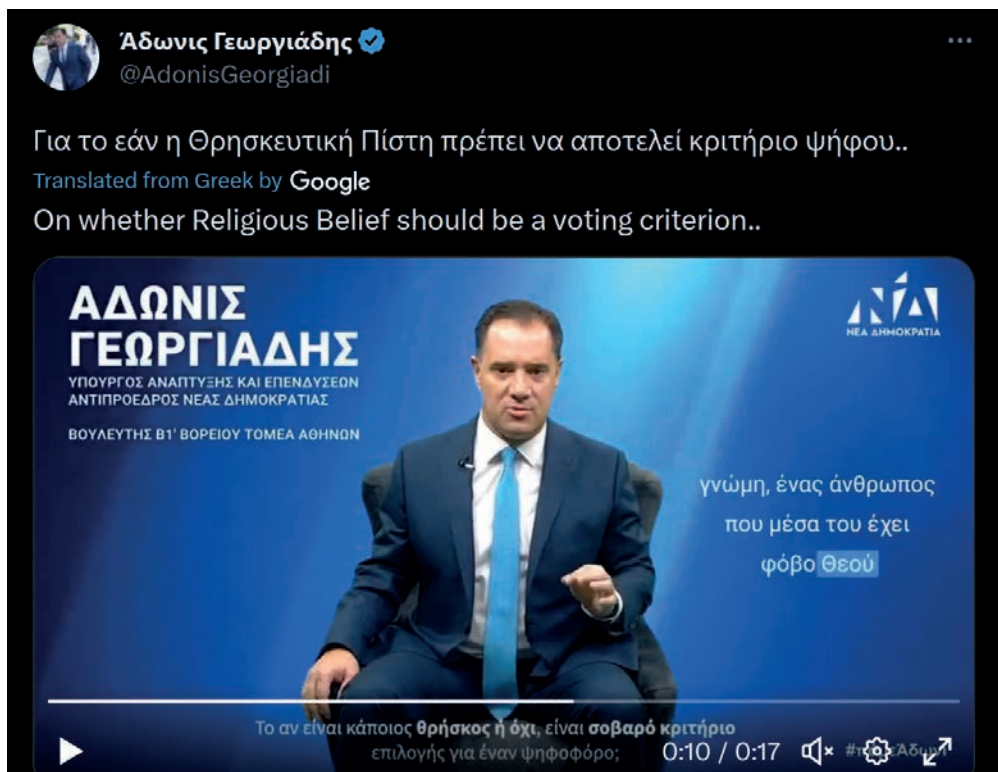 Άδωνις Γεωργιάδης
@AdonisGeorgiadi
Για το εάν η Θρησκευτική Πίστη πρέπει να αποτελεί κριτήριο ψήφου..
Translated from Greek by Google
On whether Religious Belief should be a voting criterion..
ΑΔΩΝΙΣ
ΓΕΩΡΓΙΑΔΗΣ
ΥΠΟΥΡΓΟΣ ΑΝΑΠΤΥΞΗΣ ΚΑΙ ΕΠΕΝΔΥΣΕΩΝ
ΑΝΤΙΠΡΟΕΔΡΟΣ ΝΕΑΣ ΔΗΜΟΚΡΑΤΙΑΣ
ΒΟΥΛΕΥΤΗΣ Β1' ΒΟΡΕΙΟΥ ΤΟΜΕΑ ΑΘΗΝΩΝ
ΝΔ
ΝΕΑ ΔΗΜΟΚΡΑΤΙΑ
γνώμη, ένας άνθρωπος
που μέσα του έχει
φόβο Θεού
Το αν είναι κάποιος θρήσκος ή όχι, είναι σοβαρό κριτήριο
επιλογής για έναν ψηφοφόρο;
0:10 / 0:17